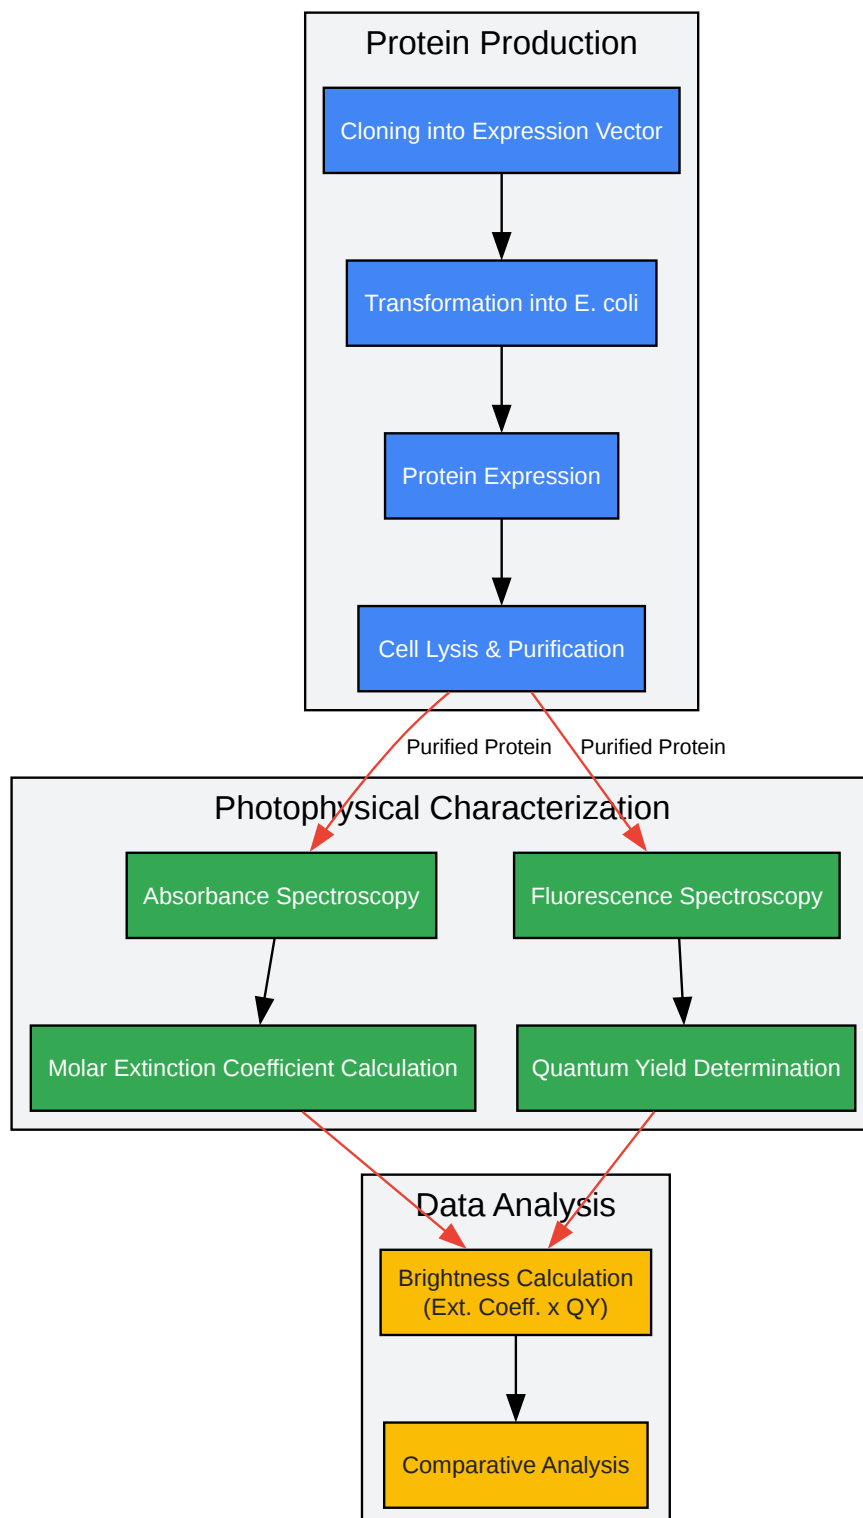 Protein Production
Cloning into Expression Vector
Transformation into E. coli
Protein Expression
Cell Lysis & Purification
Purified Protein
Purified Protein
Photophysical Characterization
Absorbance Spectroscopy
Fluorescence Spectroscopy
Molar Extinction Coefficient Calculation
Quantum Yield Determination
Data Analysis
Brightness Calculation
(Ext. Coeff. x QY)
Comparative Analysis